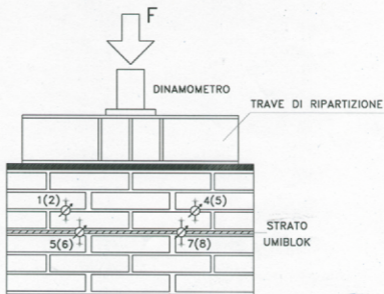 F
DINAMOMETRO
TRAVE DI RIPARTIZIONE
1(2)
4(5)
5(6)
7(8)
STRATO
UMIBLOK